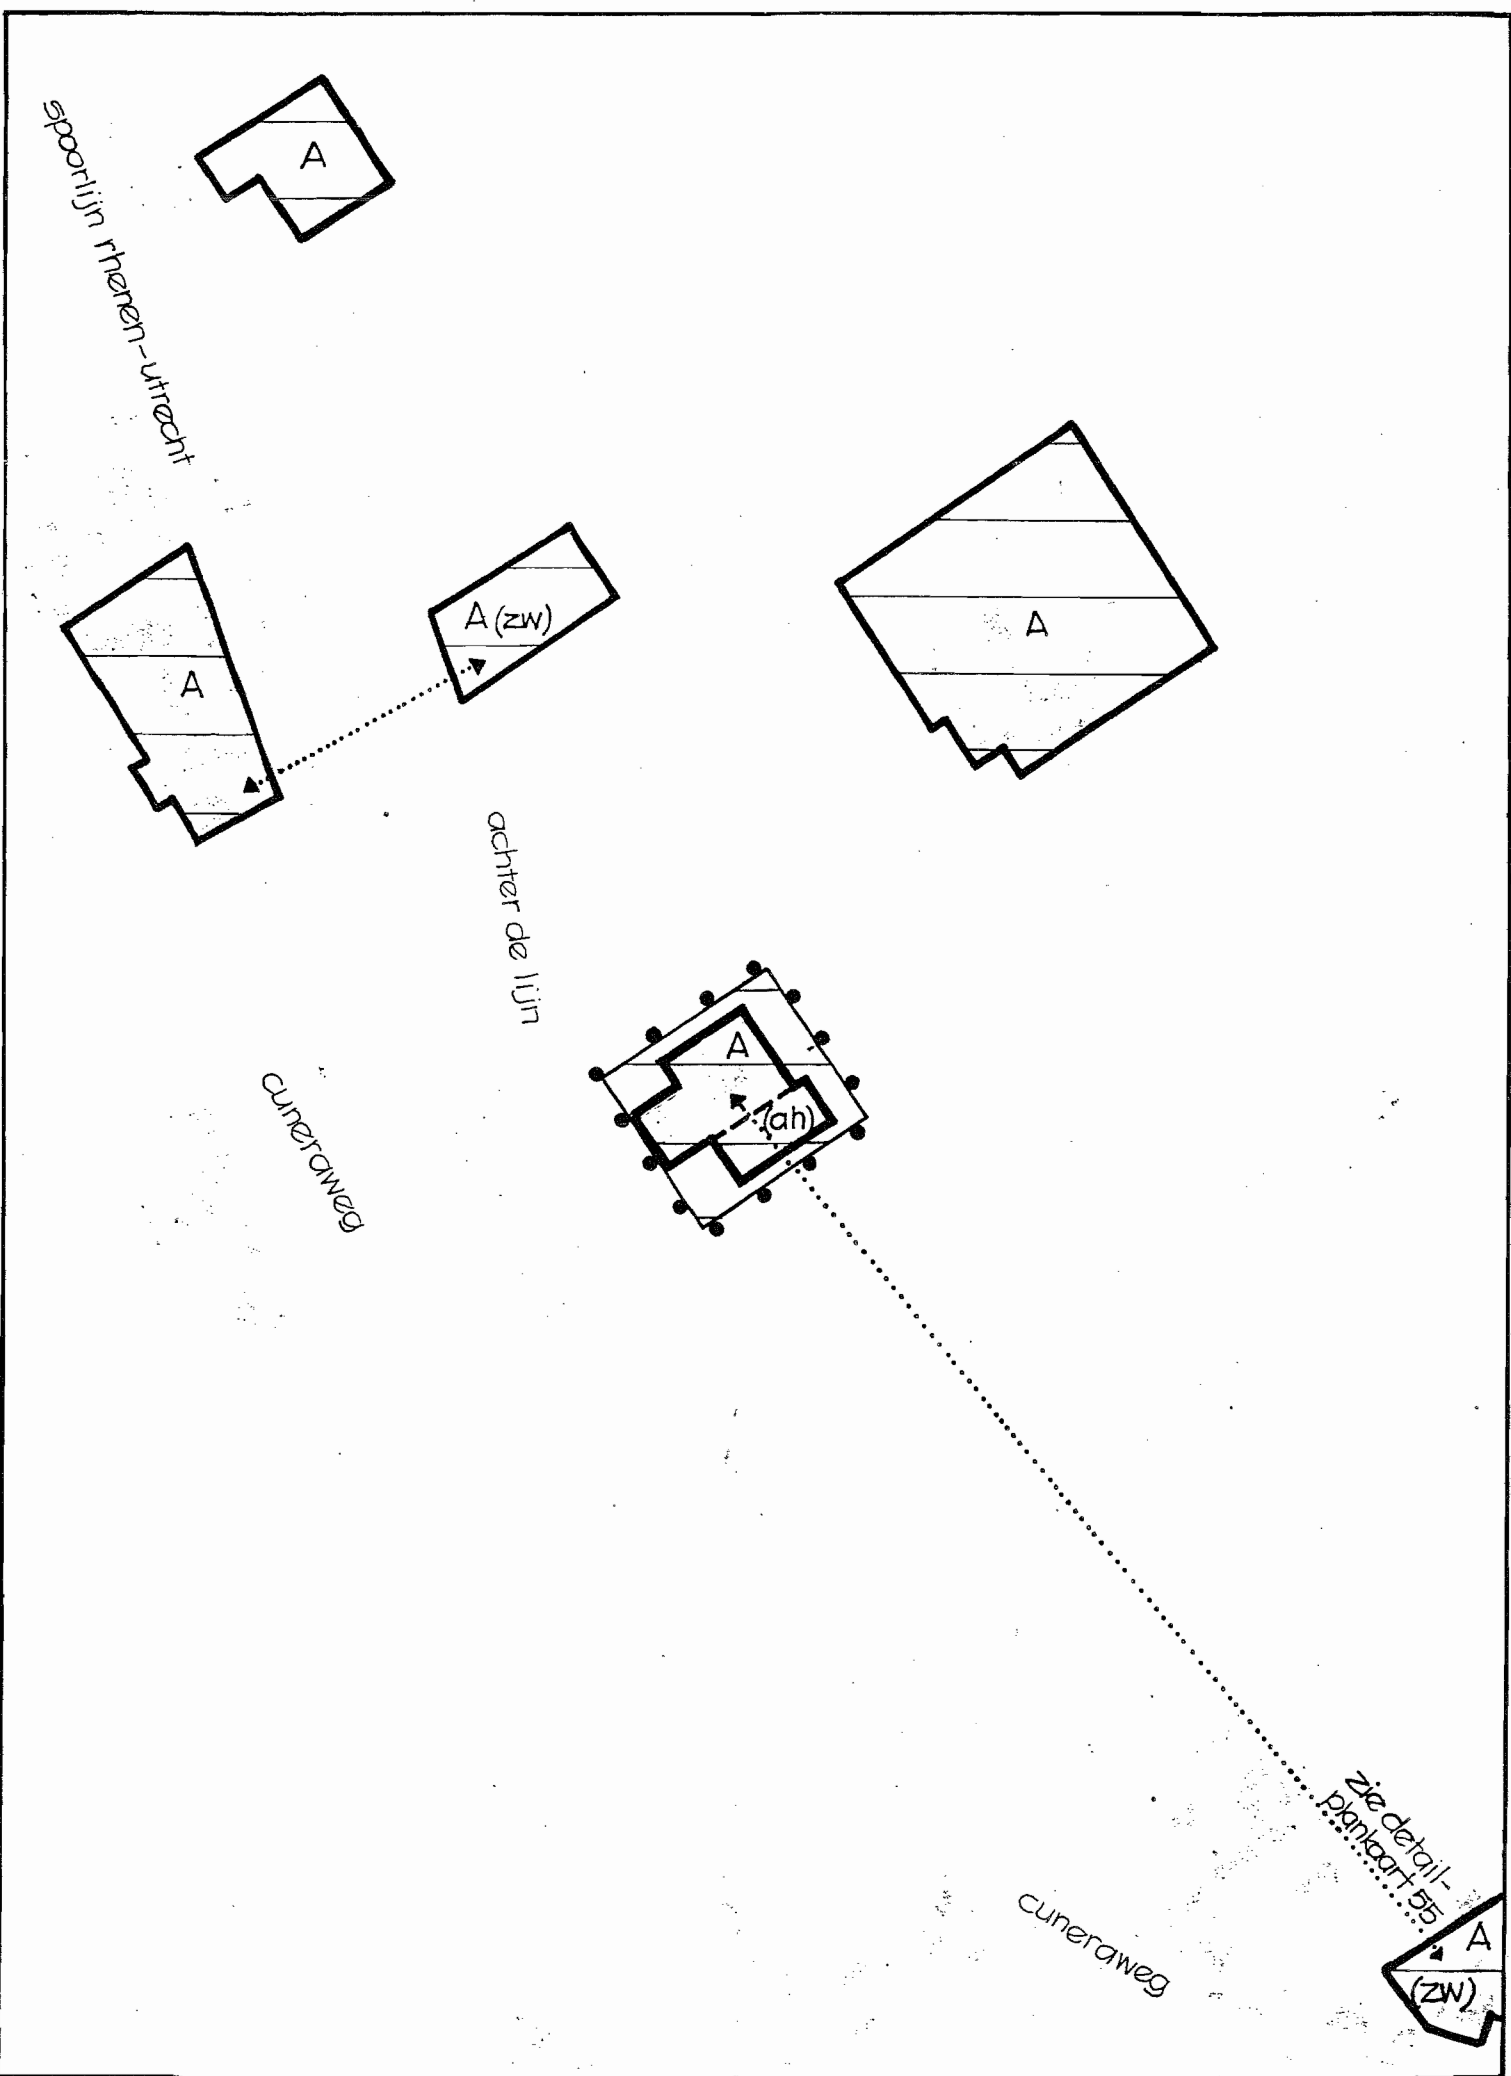 A
spoorlijn rhenen-utrecht
A
A (zw)
A
achter de lijn
A
(ah)
cuneraweg
zie detail-
plankaart 55
cuneraweg
A
(zw)